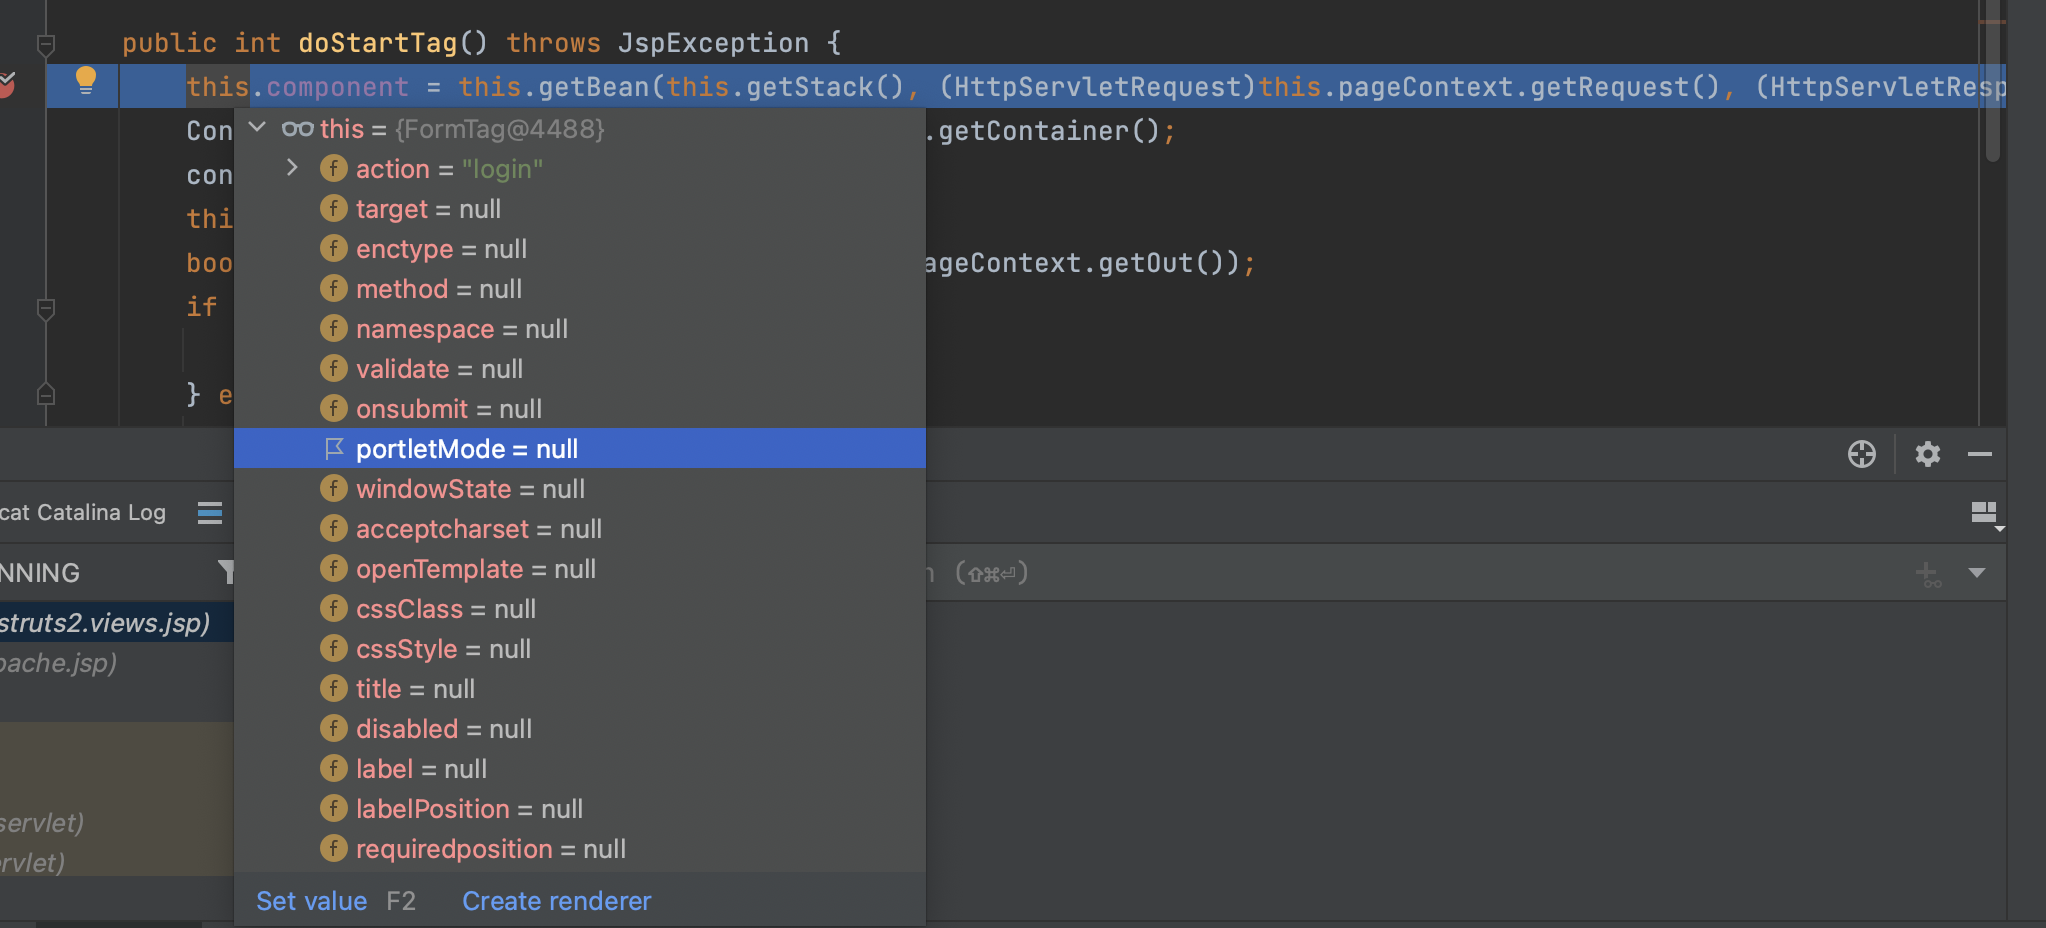 public int doStartTag() throws JspException {
this.component = this.getBean(this.getStack(), (HttpServletRequest)this.pageContext.getRequest(), (HttpServletResp
Con .getContainer();
con
thi
boo ageContext.getOut());
if
} e
this = {FormTag@4488}
f action = "login"
f target = null
f enctype = null
f method = null
f namespace = null
f validate = null
f onsubmit = null
portletMode = null
f windowState = null
f acceptcharset = null
f openTemplate = null
f cssClass = null
f cssStyle = null
f title = null
f disabled = null
f label = null
f labelPosition = null
f requiredposition = null
Set value F2 Create renderer
cat Catalina Log
NNING
n (⇧⌘⏎)
struts2.views.jsp)
pache.jsp)
servlet)
rvlet)